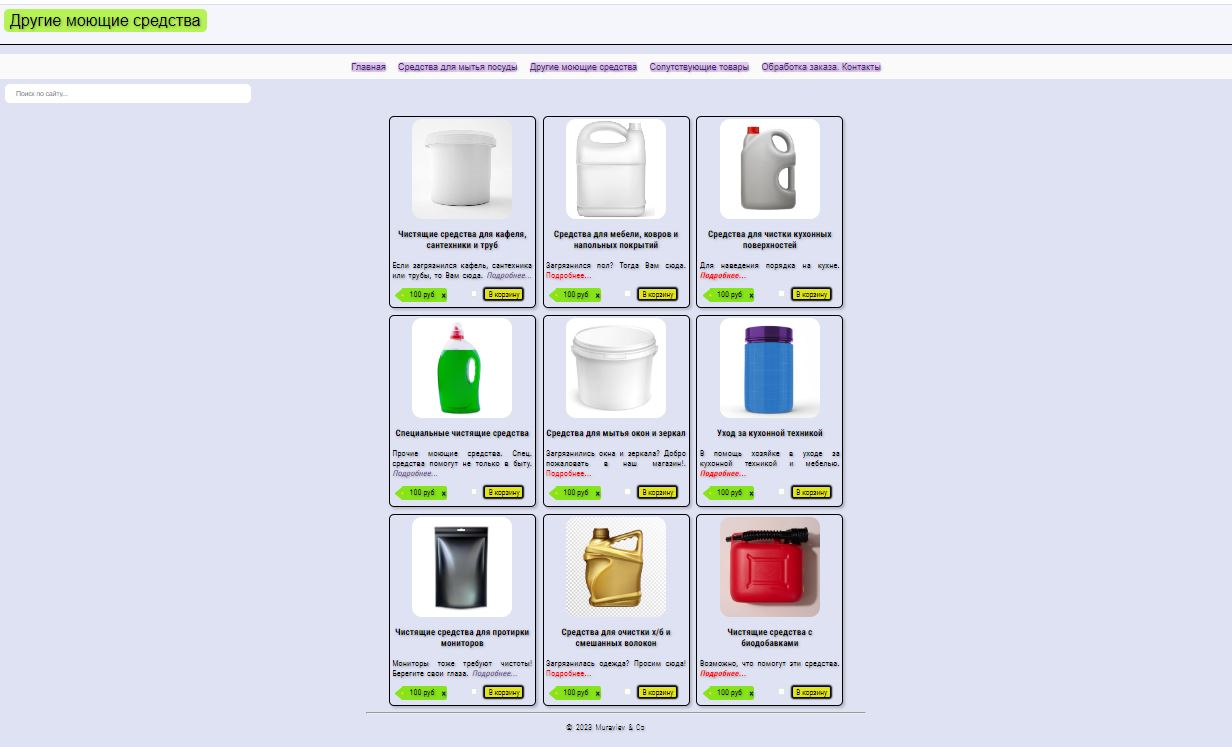 Другие моющие средства
Главная Средства для мытья посуды Другие моющие средства Сопутствующие товары Обработка заказа. Контакты
Поиск по сайту...
Чистящие средства для кафеля,
сантехники и труб
Если загрязнился кафель, сантехника
или трубы, то Вам сюда. Подробнее...
100 руб x В корзину
Средства для мебели, ковров и
напольных покрытий
Загрязнился пол? Тогда Вам сюда.
Подробнее...
100 руб x В корзину
Средства для чистки кухонных
поверхностей
Для наведения порядка на кухне.
Подробнее...
100 руб x В корзину
Специальные чистящие средства
Прочие моющие средства. Спец.
средства помогут не только в быту.
Подробнее...
100 руб x В корзину
Средства для мытья окон и зеркал
Загрязнились окна и зеркала? Добро
пожаловать в наш магазин!.
Подробнее...
100 руб x В корзину
Уход за кухонной техникой
В помощь хозяйке в уходе за
кухонной техникой и мебелью.
Подробнее...
100 руб x В корзину
Чистящие средства для протирки
мониторов
Мониторы тоже требуют чистоты!
Берегите свои глаза. Подробнее...
100 руб x В корзину
Средства для очистки х/б и
смешанных волокон
Загрязнилась одежда? Просим сюда!
Подробнее...
100 руб x В корзину
Чистящие средства с
биодобавками
Возможно, что помогут эти средства.
Подробнее...
100 руб x В корзину
© 2023 Muraviev & Co